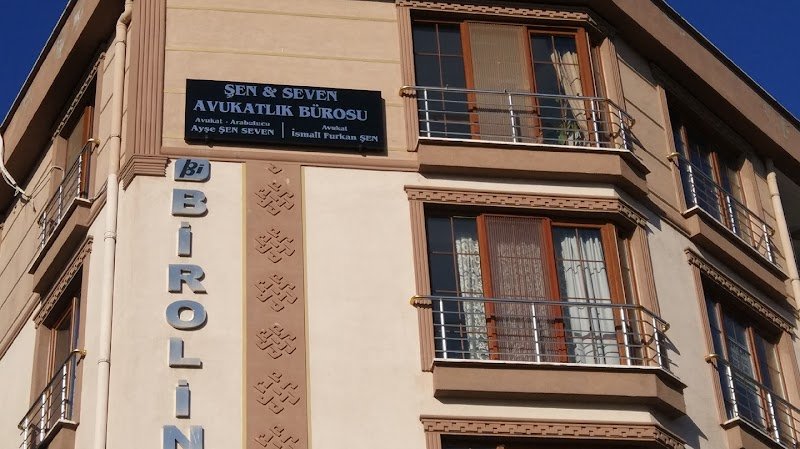 ŞEN & SEVEN
AVUKATLIK BÜROSU
Avukat - Arabulucu
Ayşe ŞEN SEVEN
Avukat
İsmail Furkan ŞEN
Bi
BİROLİN